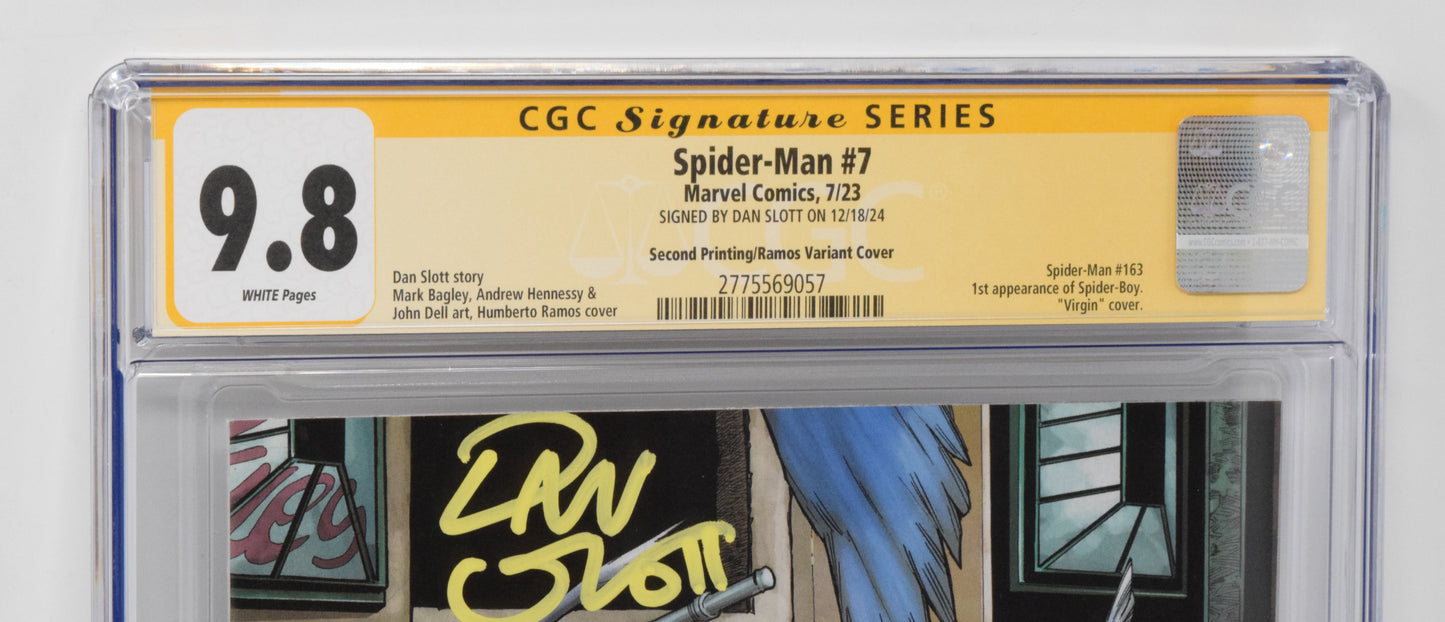 CGC Signature SERIES
9.8
WHITE Pages
Spider-Man #7
Marvel Comics, 7/23
SIGNED BY DAN SLOTT ON 12/18/24
Second Printing/Ramos Variant Cover
2775569057
Dan Slott story
Mark Bagley, Andrew Hennessy &
John Dell art, Humberto Ramos cover
Spider-Man #163
1st appearance of Spider-Boy.
"Virgin" cover.
CGC
DAN
SLOTT